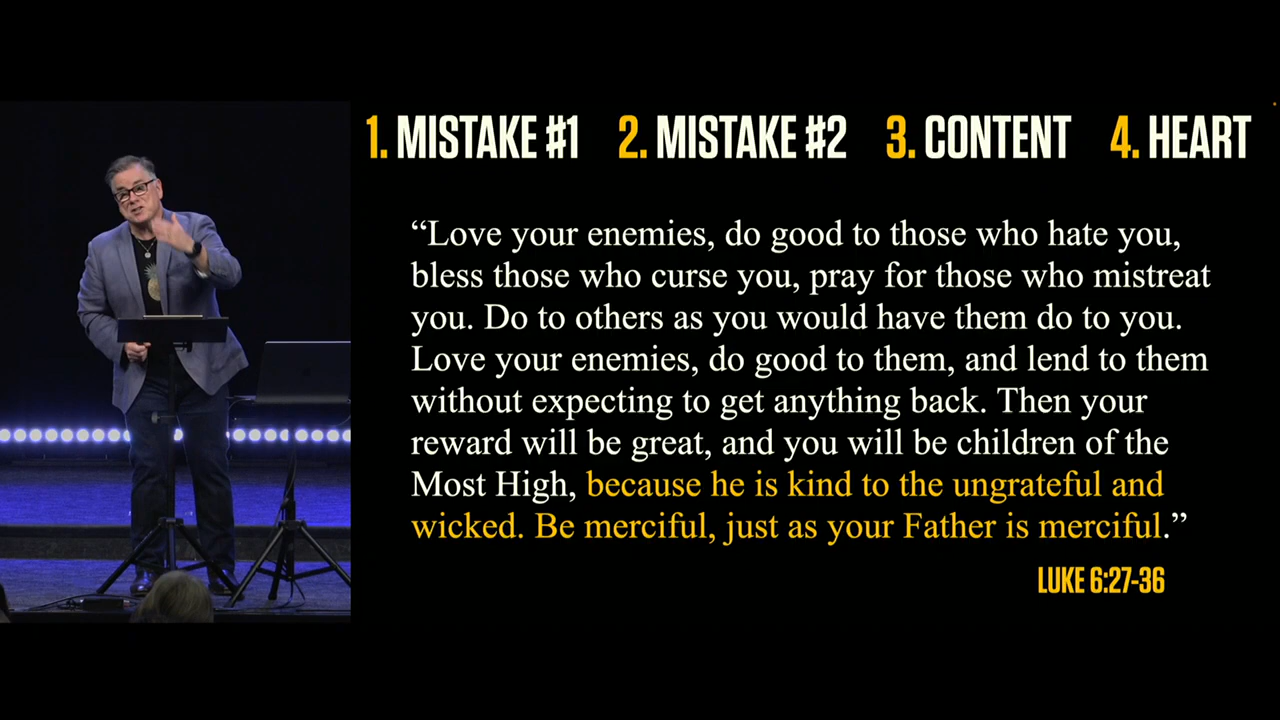 1. MISTAKE #1 2. MISTAKE #2 3. CONTENT 4. HEART
“Love your enemies, do good to those who hate you,
bless those who curse you, pray for those who mistreat
you. Do to others as you would have them do to you.
Love your enemies, do good to them, and lend to them
without expecting to get anything back. Then your
reward will be great, and you will be children of the
Most High, because he is kind to the ungrateful and
wicked. Be merciful, just as your Father is merciful.”
LUKE 6:27-36